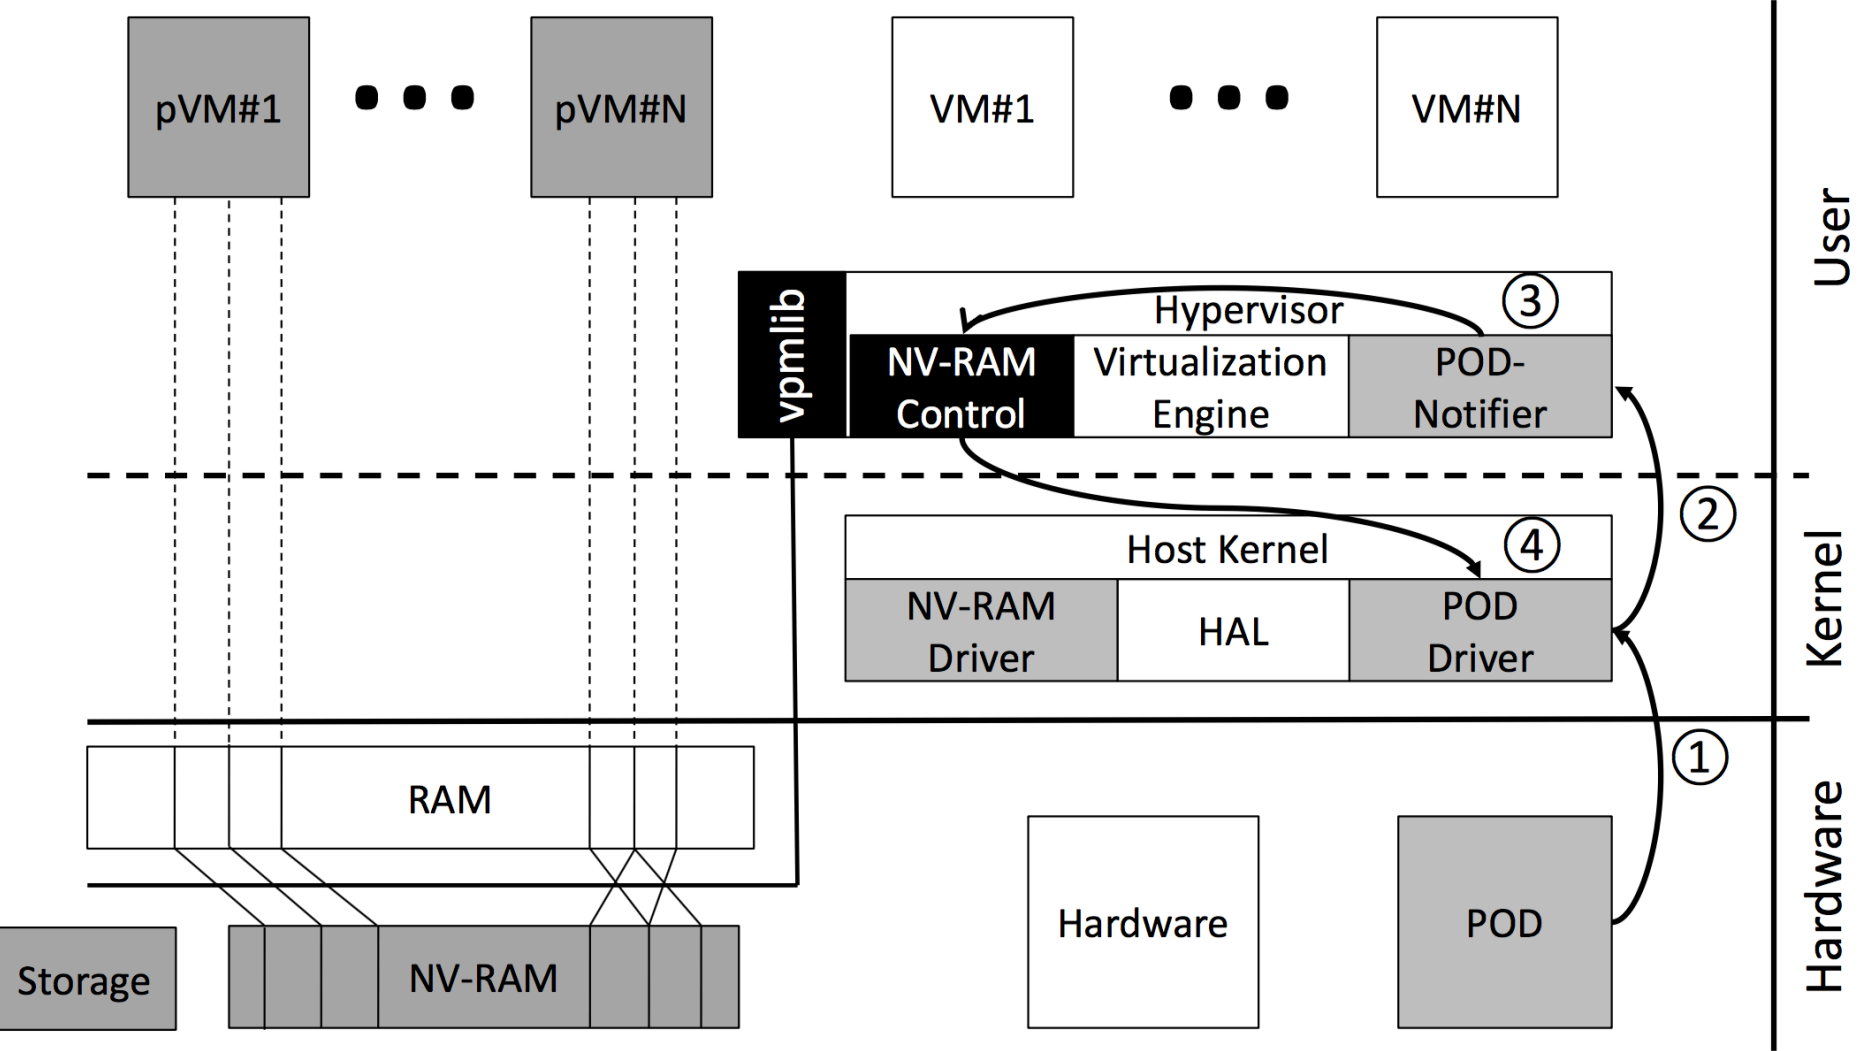 pVM#1
pVM#N
VM#1
VM#N
User
vpmlib
Hypervisor
③
NV-RAM
Control
Virtualization
Engine
POD-
Notifier
②
Host Kernel
④
NV-RAM
Driver
HAL
POD
Driver
Kernel
①
RAM
Hardware
POD
Storage
NV-RAM
Hardware